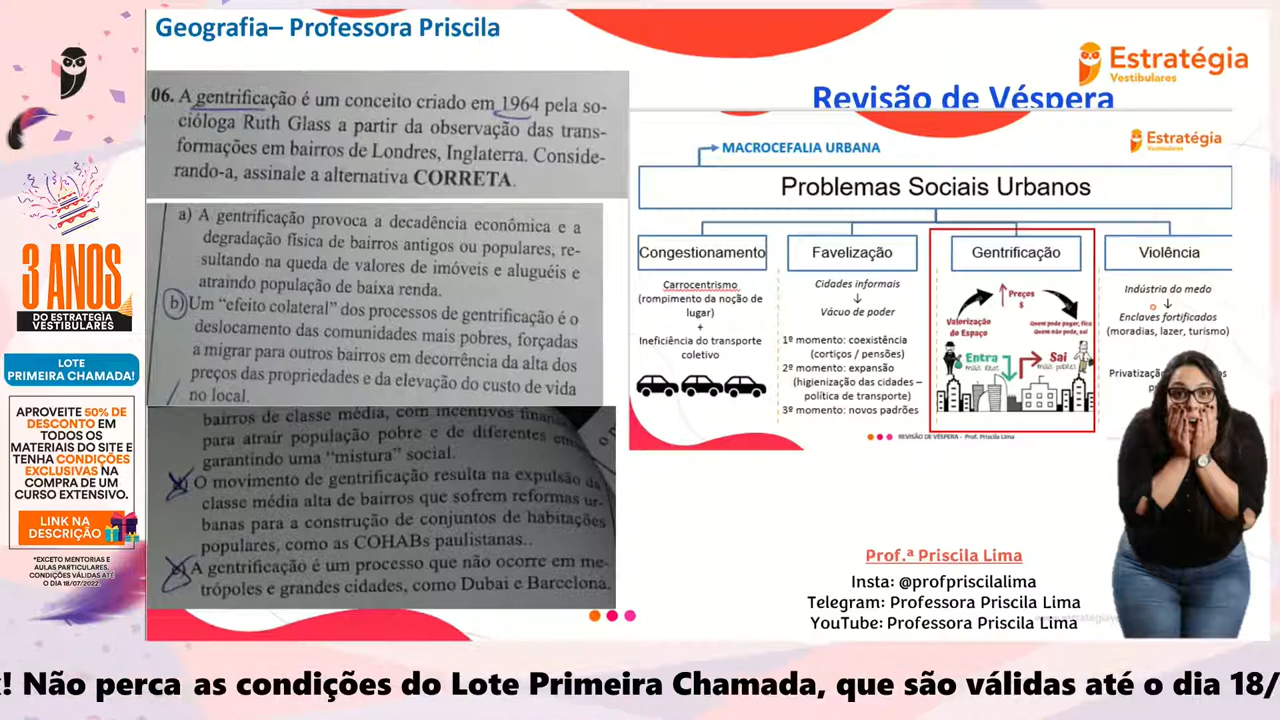 Geografia– Professora Priscila
Estratégia
Vestibulares
Revisão de Véspera
06. A gentrificação é um conceito criado em 1964 pela so-
cióloga Ruth Glass a partir da observação das trans-
formações em bairros de Londres, Inglaterra. Conside-
rando-a, assinale a alternativa CORRETA.
a) A gentrificação provoca a decadência econômica e a
degradação física de bairros antigos ou populares, re-
sultando na queda de valores de imóveis e aluguéis e
atraindo população de baixa renda.
b) Um “efeito colateral” dos processos de gentrificação é o
deslocamento das comunidades mais pobres, forçadas
a migrar para outros bairros em decorrência da alta dos
preços das propriedades e da elevação do custo de vida
no local.
bairros de classe média, com incentivos
para atrair população pobre e de diferentes
garantindo uma “mistura” social.
O movimento de gentrificação resulta na expulsão da
classe média alta de bairros que sofrem reformas ur-
banas para a construção de conjuntos de habitações
populares, como as COHABs paulistanas..
A gentrificação é um processo que não ocorre em me-
trópoles e grandes cidades, como Dubai e Barcelona.
MACROCEFALIA URBANA
Estratégia
Vestibulares
Problemas Sociais Urbanos
Congestionamento
Carrocentrismo
(rompimento da noção de
lugar)
+
Ineficiência do transporte
coletivo
Favelização
Cidades informais
↓
Vácuo de poder
1º momento: coexistência
(cortiços / pensões)
2º momento: expansão
(higienização das cidades –
política de transporte)
3º momento: novos padrões
Gentrificação
Preços
$
Valorização
do Espaço
Quem pode pagar, fica
Quem não pode, sai
Entra
mais ricos
Sai
mais pobres
Violência
Indústria do medo
↓
Enclaves fortificados
(moradias, lazer, turismo)
REVISÃO DE VÉSPERA - Prof. Priscila Lima
Prof.ª Priscila Lima
Insta: @profpriscilalima
Telegram: Professora Priscila Lima
YouTube: Professora Priscila Lima
3 ANOS
DO ESTRATÉGIA
VESTIBULARES
LOTE
PRIMEIRA CHAMADA!
APROVEITE 50% DE
DESCONTO EM
TODOS OS
MATERIAIS DO SITE E
TENHA CONDIÇÕES
EXCLUSIVAS NA
COMPRA DE UM
CURSO EXTENSIVO.
LINK NA
DESCRIÇÃO
*EXCETO MENTORIAS E
AULAS PARTICULARES.
CONDIÇÕES VÁLIDAS ATÉ
O DIA 18/07/2022.
! Não perca as condições do Lote Primeira Chamada, que são válidas até o dia 18/